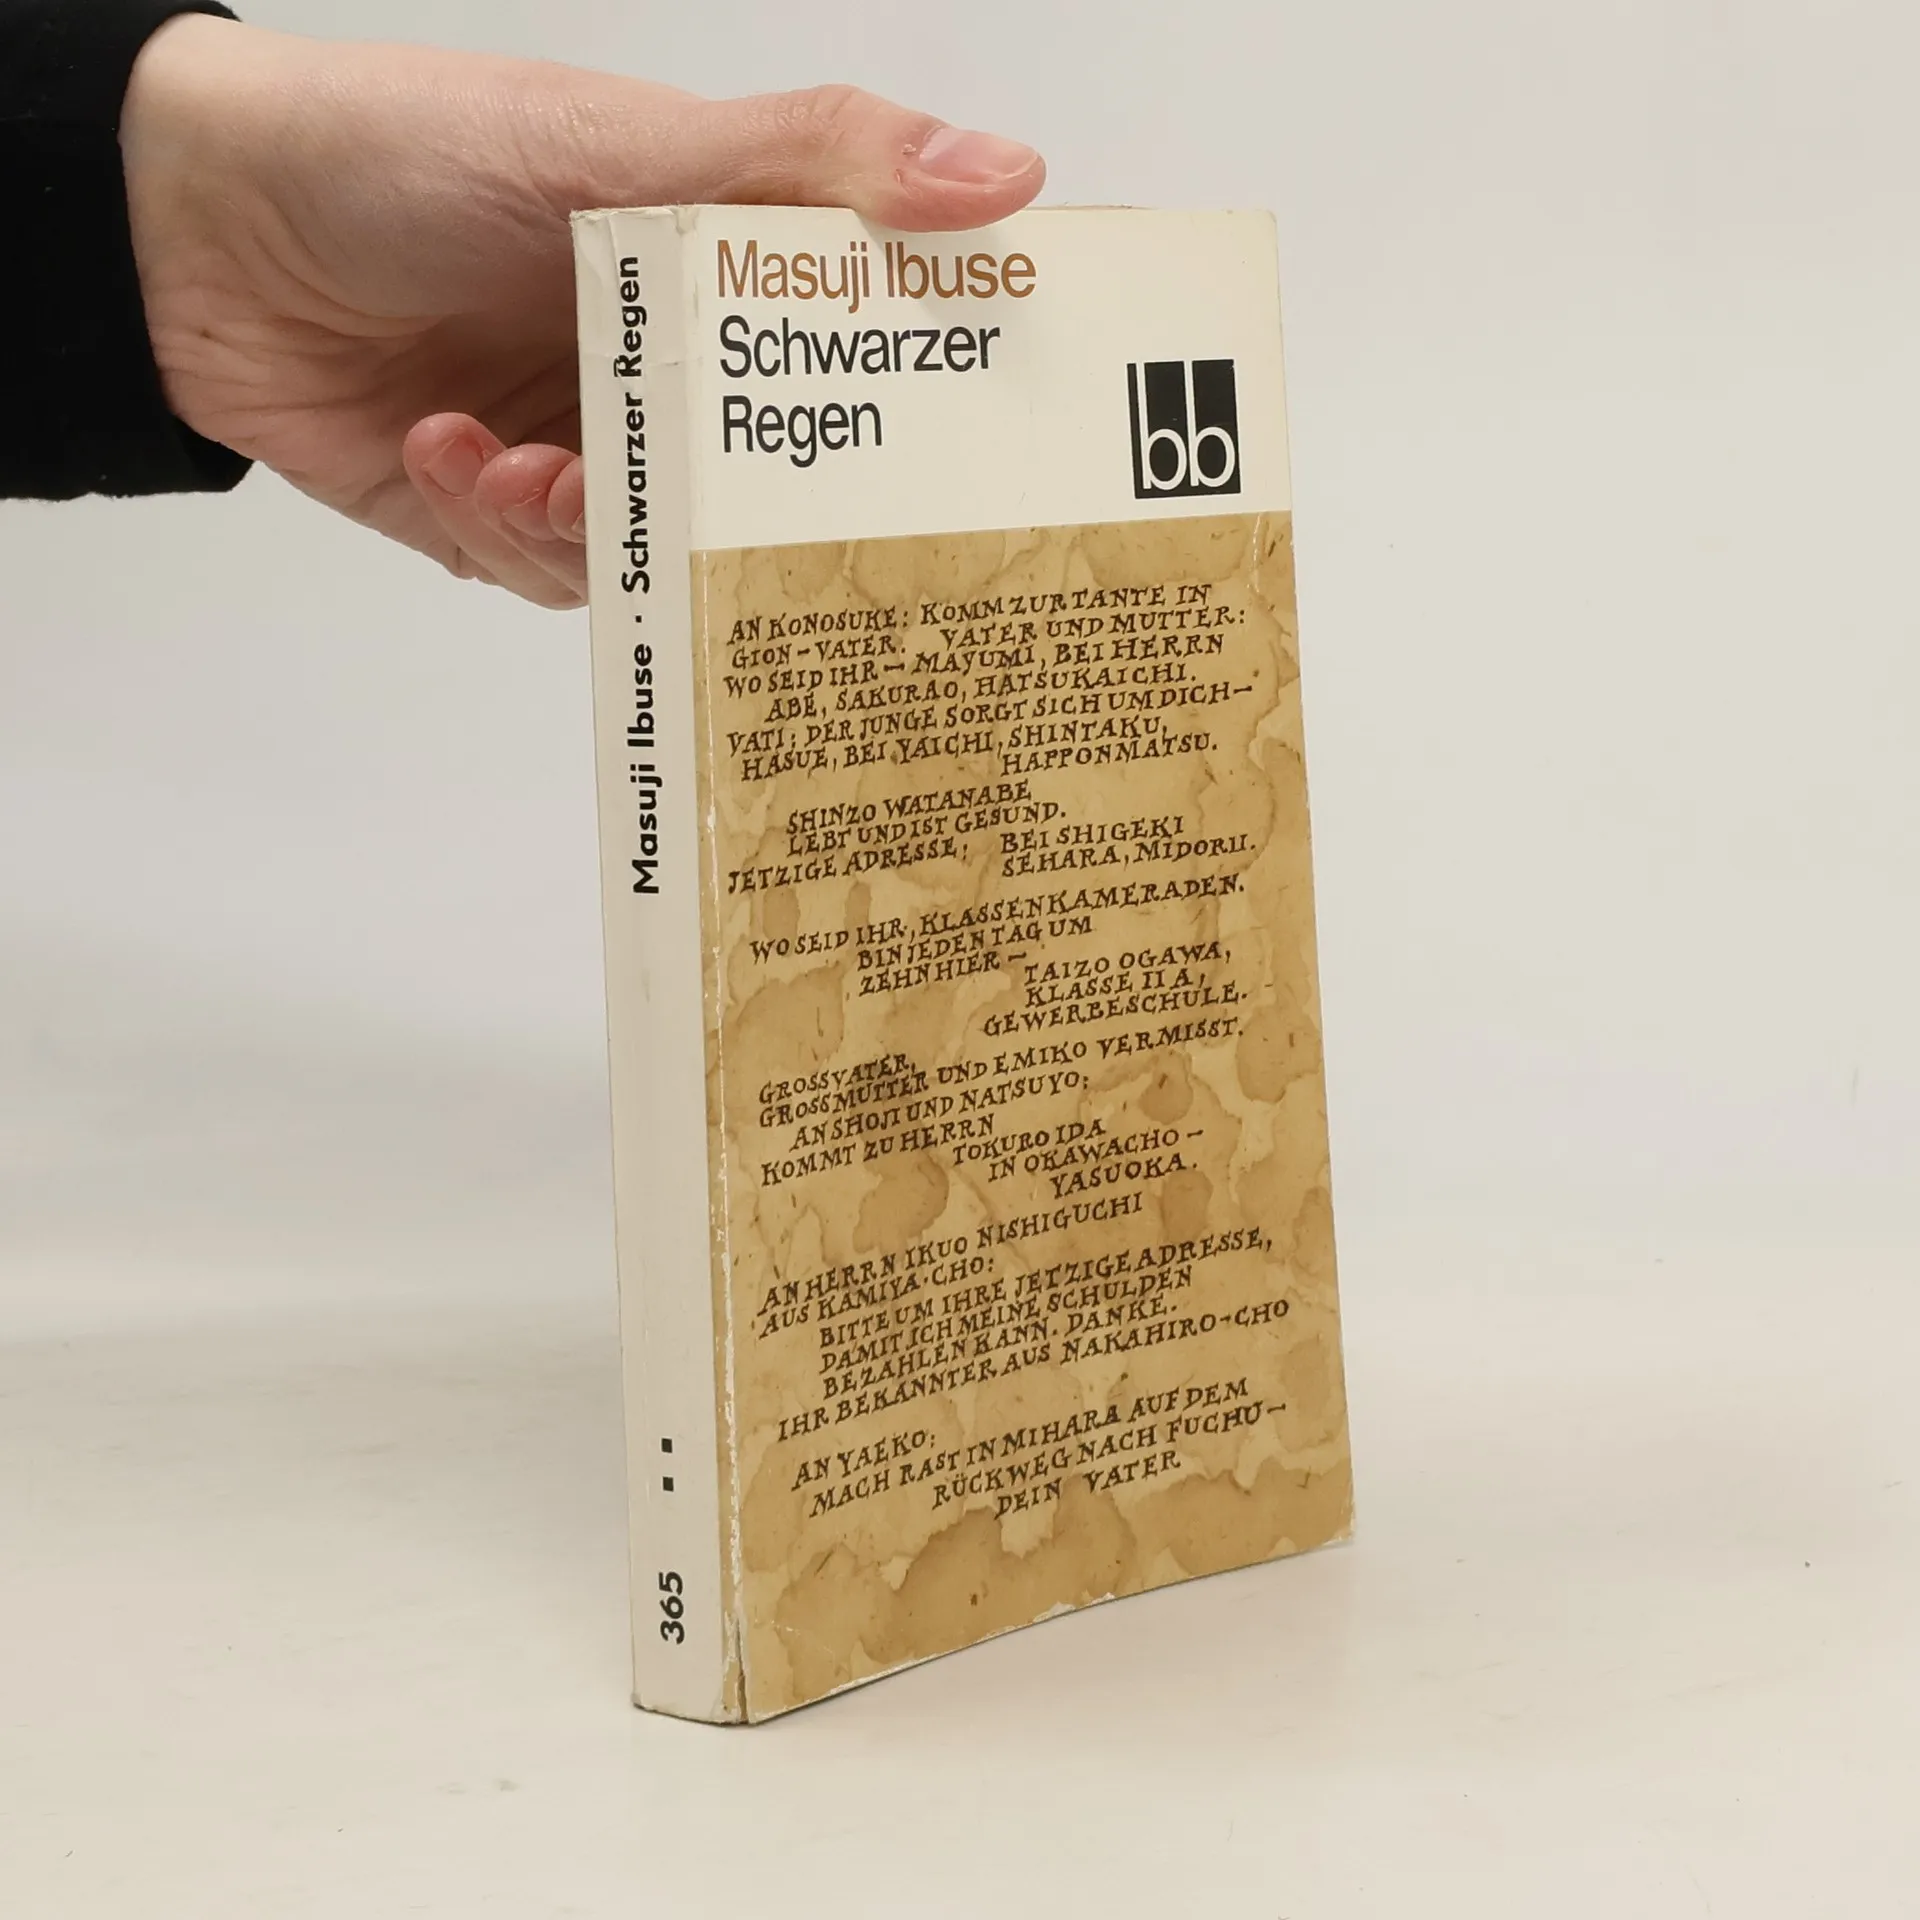 Masuji Ibuse
Schwarzer
Regen
bb
AN KONOSUKE: KOMM ZUR TANTE IN
GION – VATER. VATER UND MUTTER:
WO SEID IHR – MAYUMI, BEI HERRN
ABE, SAKURAO, HATSUKAICHI.
VATI: DER JUNGE SORGT SICH UM DICH –
HASUE, BEI YAICHI, SHINTAKU,
HAPPONMATSU.
SHINZO WATANABE
LEBT UND IST GESUND.
JETZIGE ADRESSE: BEI SHIGEKI
SEHARA, MIDORII.
WO SEID IHR, KLASSENKAMERADEN.
BIN JEDEN TAG UM
ZEHN HIER –
TAIZO OGAWA,
KLASSE II A,
GEWERBESCHULE.
GROSSVATER,
GROSSMUTTER UND EMIKO VERMISST.
AN SHOJI UND NATSUYO:
KOMMT ZU HERRN
TOKURO IDA
IN OKAWACHO –
YASUOKA.
AN HERRN IKUO NISHIGUCHI
AUS KAMIYA-CHO:
BITTE UM IHRE JETZIGE ADRESSE,
DAMIT ICH MEINE SCHULDEN
BEZAHLEN KANN. DANKE.
IHR BEKANNTER AUS NAKAHIRO-CHO
AN YAEKO:
MACH RAST IN MIHARA AUF DEM
RÜCKWEG NACH FUCHU –
DEIN VATER
Masuji Ibuse · Schwarzer Regen
365